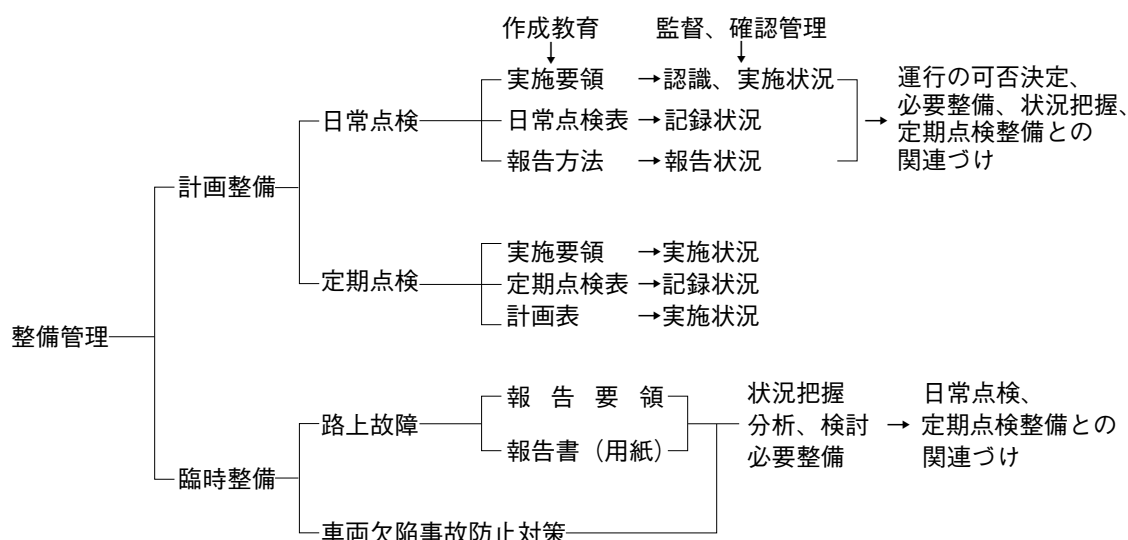 作成教育
監督、確認管理
実施要領
→認識、実施状況
日常点検
日常点検表
→記録状況
報告方法
→報告状況
→
運行の可否決定、
必要整備、状況把握、
定期点検整備との
関連づけ
計画整備
実施要領
→実施状況
定期点検
定期点検表
→記録状況
計画表
→実施状況
整備管理
路上故障
報告要領
報告書（用紙）
状況把握
分析、検討
必要整備
→
日常点検、
定期点検整備との
関連づけ
臨時整備
車両欠陥事故防止対策